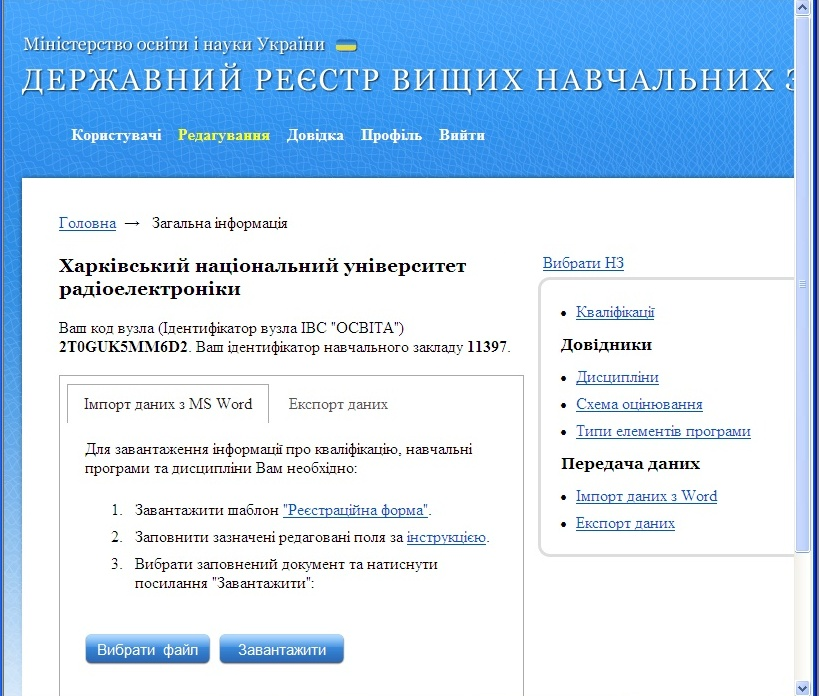 Міністерство освіти і науки України
ДЕРЖАВНИЙ РЕЄСТР ВИЩИХ НАВЧАЛЬНИХ
Користувачі Редагування Довідка Профіль Вийти
Головна → Загальна інформація
Харківський національний університет
радіоелектроніки
Ваш код вузла (Ідентифікатор вузла ІВС "ОСВІТА")
2T0GUK5MM6D2. Ваш ідентифікатор навчального закладу 11397.
Імпорт даних з MS Word Експорт даних
Для завантаження інформації про кваліфікацію, навчальні
програми та дисципліни Вам необхідно:
1. Завантажити шаблон "Реєстраційна форма".
2. Заповнити зазначені редаговані поля за інструкцією.
3. Вибрати заповнений документ та натиснути
посилання "Завантажити":
Вибрати файл Завантажити
Вибрати НЗ
• Кваліфікації
Довідники
• Дисципліни
• Схема оцінювання
• Типи елементів програми
Передача даних
• Імпорт даних з Word
• Експорт даних